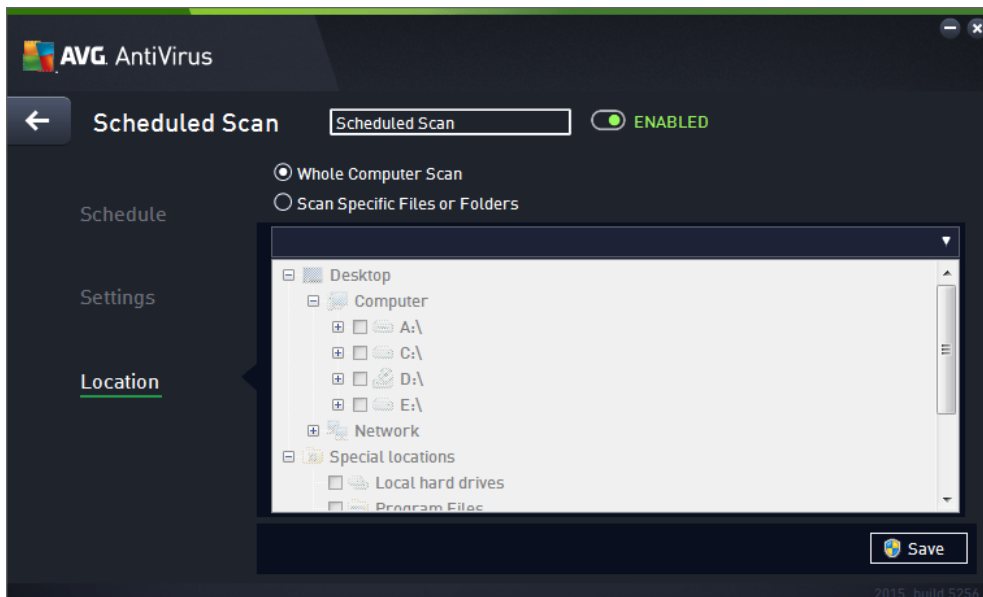 AVG. AntiVirus
Scheduled Scan
Scheduled Scan
ENABLED
Whole Computer Scan
Scan Specific Files or Folders
Schedule
Settings
Location
Desktop
Computer
A:\
C:\
D:\
E:\
Network
Special locations
Local hard drives
Program Files
Save
2015, build 5256